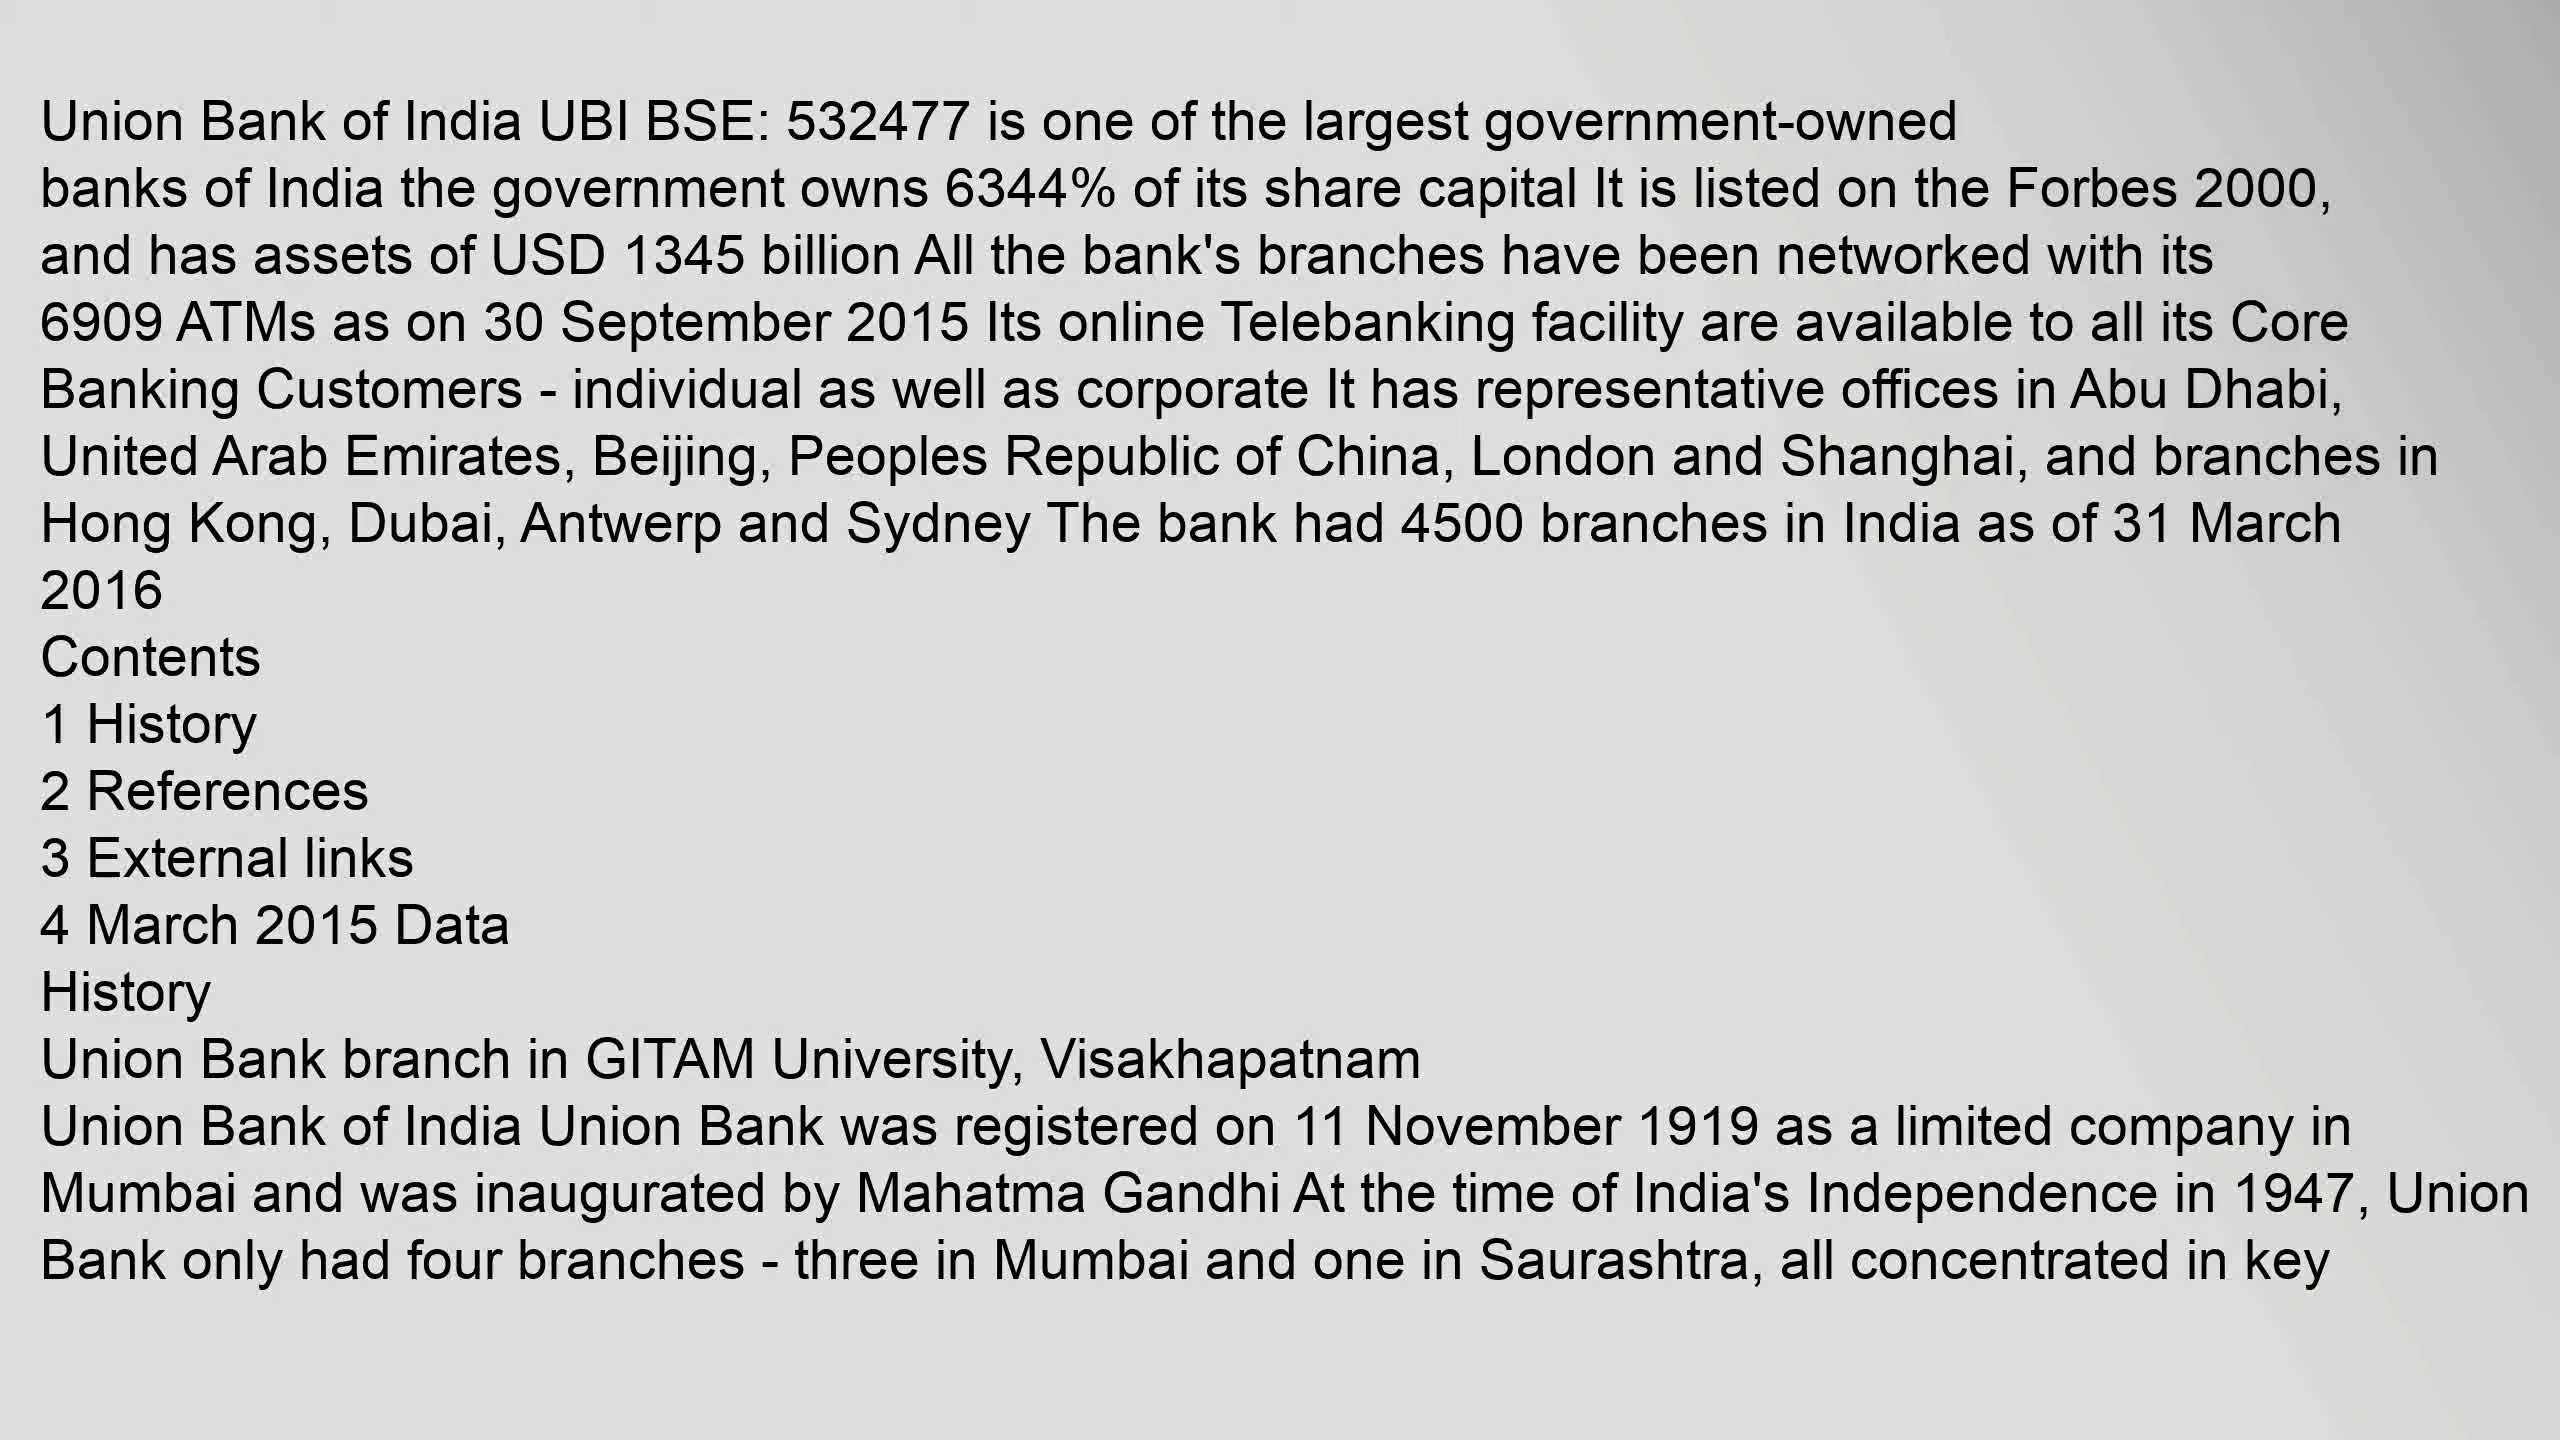 Union Bank of India UBI BSE: 532477 is one of the largest government-owned
banks of India the government owns 6344% of its share capital It is listed on the Forbes 2000,
and has assets of USD 1345 billion All the bank's branches have been networked with its
6909 ATMs as on 30 September 2015 Its online Telebanking facility are available to all its Core
Banking Customers - individual as well as corporate It has representative offices in Abu Dhabi,
United Arab Emirates, Beijing, Peoples Republic of China, London and Shanghai, and branches in
Hong Kong, Dubai, Antwerp and Sydney The bank had 4500 branches in India as of 31 March
2016
Contents
1 History
2 References
3 External links
4 March 2015 Data
History
Union Bank branch in GITAM University, Visakhapatnam
Union Bank of India Union Bank was registered on 11 November 1919 as a limited company in
Mumbai and was inaugurated by Mahatma Gandhi At the time of India's Independence in 1947, Union
Bank only had four branches - three in Mumbai and one in Saurashtra, all concentrated in key